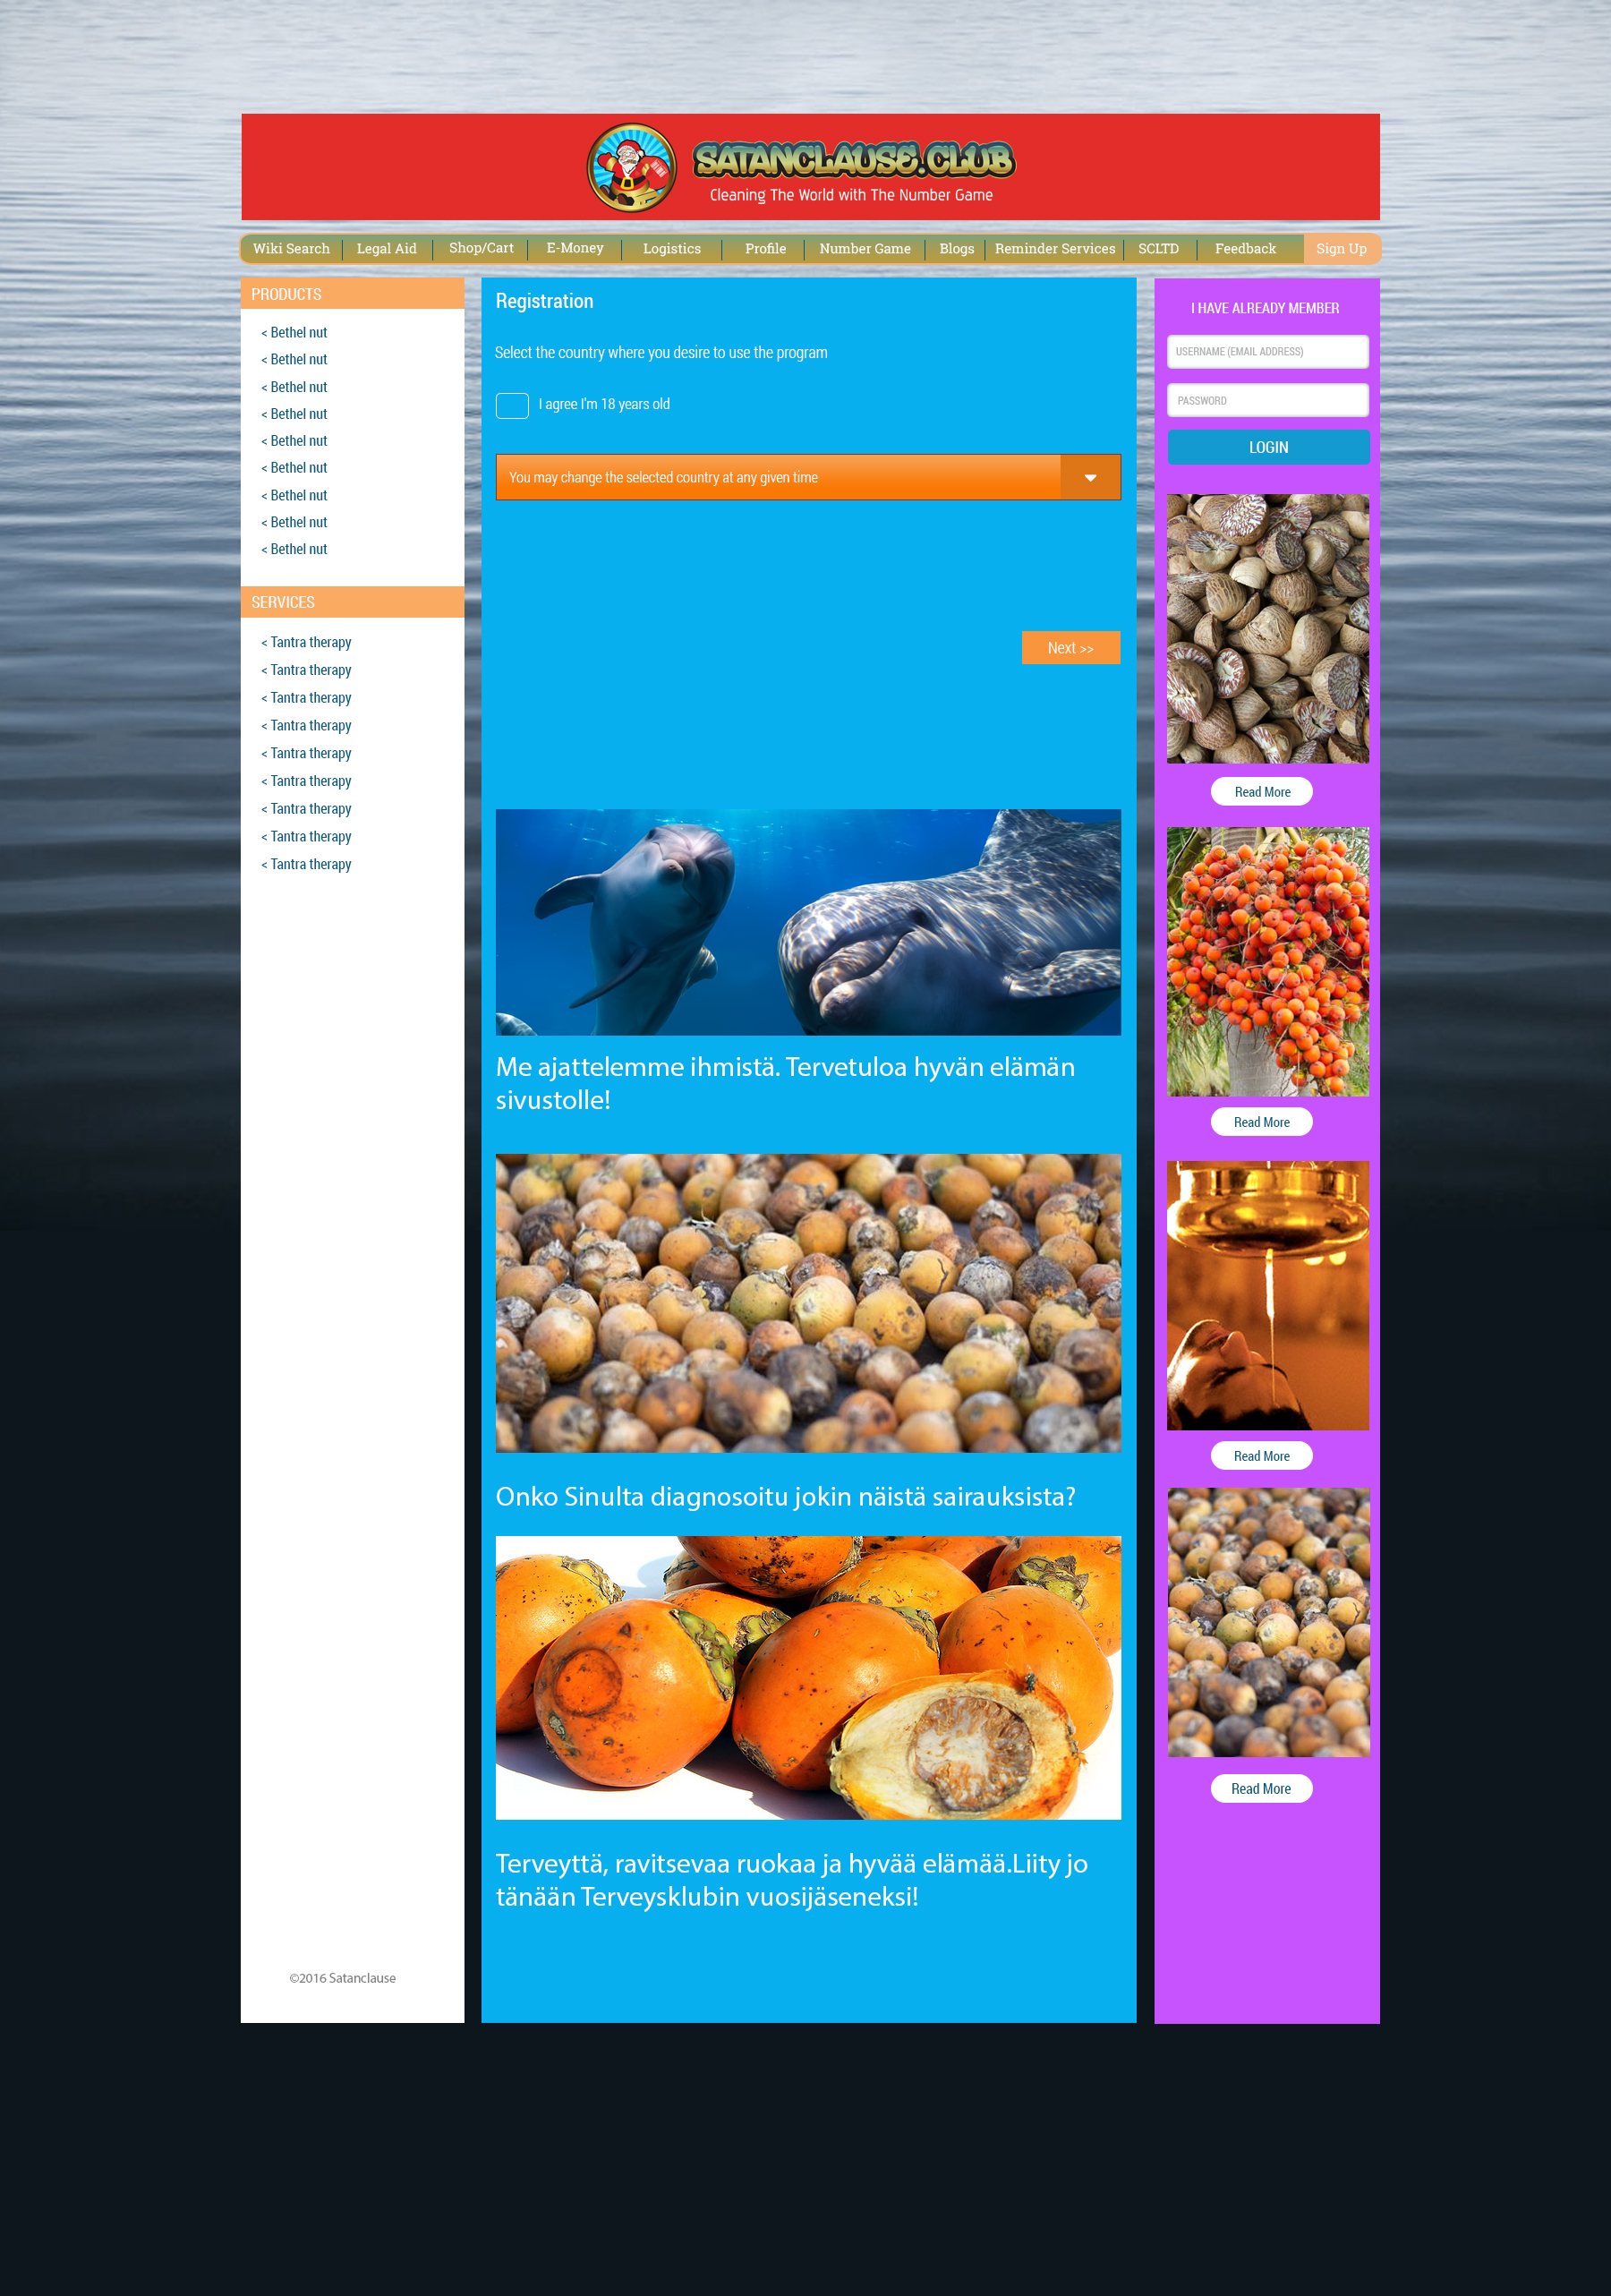 SATANCLAUSE.CLUB
Cleaning The World with The Number Game
Wiki Search
Legal Aid
Shop/Cart
E-Money
Logistics
Profile
Number Game
Blogs
Reminder Services
SCLTD
Feedback
Sign Up
PRODUCTS
< Bethel nut
< Bethel nut
< Bethel nut
< Bethel nut
< Bethel nut
< Bethel nut
< Bethel nut
< Bethel nut
< Bethel nut
SERVICES
< Tantra therapy
< Tantra therapy
< Tantra therapy
< Tantra therapy
< Tantra therapy
< Tantra therapy
< Tantra therapy
< Tantra therapy
< Tantra therapy
©2016 Satanclause
Registration
Select the country where you desire to use the program
I agree I'm 18 years old
You may change the selected country at any given time
Next >>
Me ajattelemme ihmistä. Tervetuloa hyvän elämän
sivustolle!
Onko Sinulta diagnosoitu jokin näistä sairauksista?
Terveyttä, ravitsevaa ruokaa ja hyvää elämää.Liity jo
tänään Terveysklubin vuosijäseneksi!
I HAVE ALREADY MEMBER
USERNAME (EMAIL ADDRESS)
PASSWORD
LOGIN
Read More
Read More
Read More
Read More